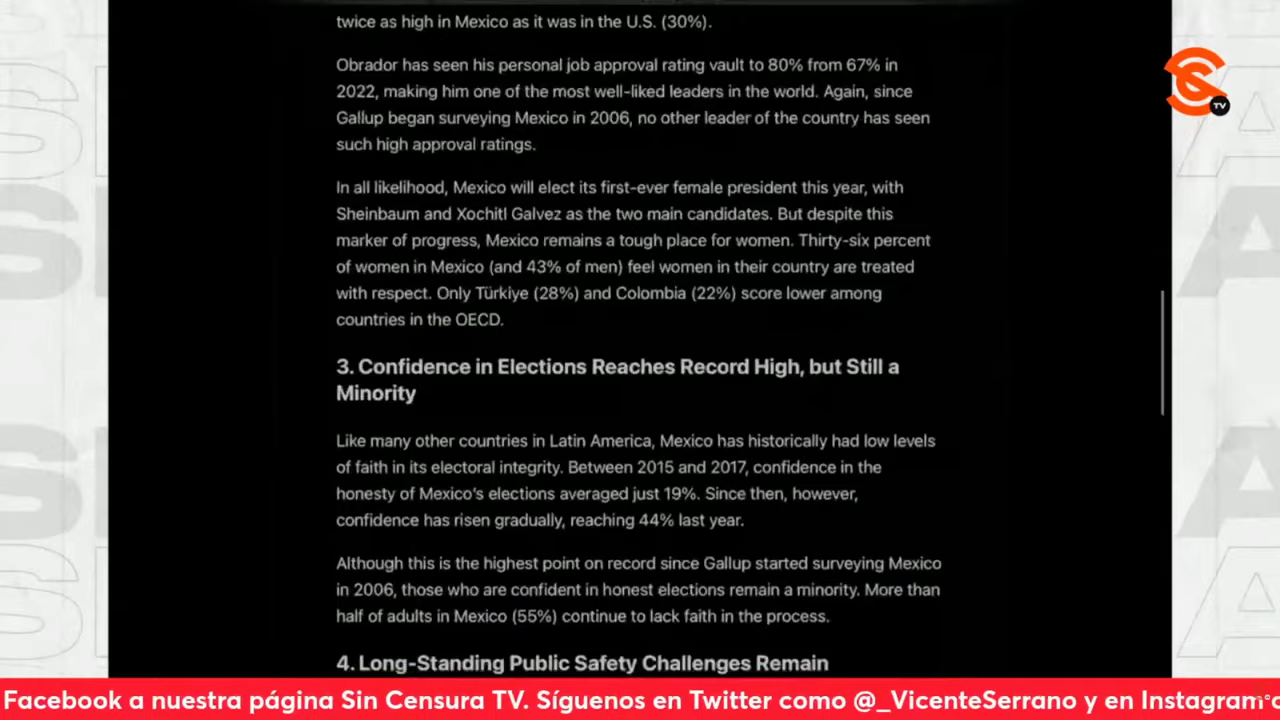 twice as high in Mexico as it was in the U.S. (30%).
Obrador has seen his personal job approval rating vault to 80% from 67% in
2022, making him one of the most well-liked leaders in the world. Again, since
Gallup began surveying Mexico in 2006, no other leader of the country has seen
such high approval ratings.
In all likelihood, Mexico will elect its first-ever female president this year, with
Sheinbaum and Xochitl Galvez as the two main candidates. But despite this
marker of progress, Mexico remains a tough place for women. Thirty-six percent
of women in Mexico (and 43% of men) feel women in their country are treated
with respect. Only Türkiye (28%) and Colombia (22%) score lower among
countries in the OECD.
3. Confidence in Elections Reaches Record High, but Still a
Minority
Like many other countries in Latin America, Mexico has historically had low levels
of faith in its electoral integrity. Between 2015 and 2017, confidence in the
honesty of Mexico's elections averaged just 19%. Since then, however,
confidence has risen gradually, reaching 44% last year.
Although this is the highest point on record since Gallup started surveying Mexico
in 2006, those who are confident in honest elections remain a minority. More than
half of adults in Mexico (55%) continue to lack faith in the process.
4. Long-Standing Public Safety Challenges Remain
TV
Facebook a nuestra página Sin Censura TV. Síguenos en Twitter como @_VicenteSerrano y en Instagram